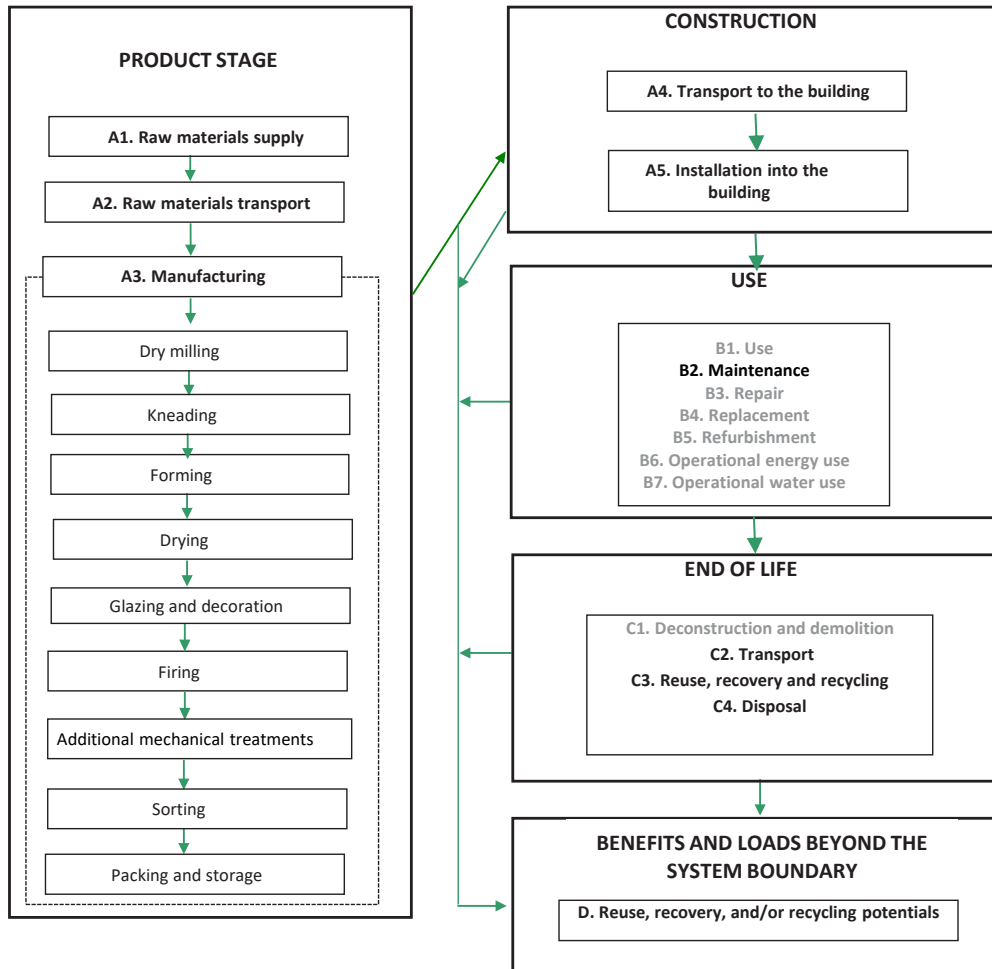 PRODUCT STAGE
A1. Raw materials supply
A2. Raw materials transport
A3. Manufacturing
Dry milling
Kneading
Forming
Drying
Glazing and decoration
Firing
Additional mechanical treatments
Sorting
Packing and storage
CONSTRUCTION
A4. Transport to the building
A5. Installation into the
building
USE
B1. Use
B2. Maintenance
B3. Repair
B4. Replacement
B5. Refurbishment
B6. Operational energy use
B7. Operational water use
END OF LIFE
C1. Deconstruction and demolition
C2. Transport
C3. Reuse, recovery and recycling
C4. Disposal
BENEFITS AND LOADS BEYOND THE
SYSTEM BOUNDARY
D. Reuse, recovery, and/or recycling potentials